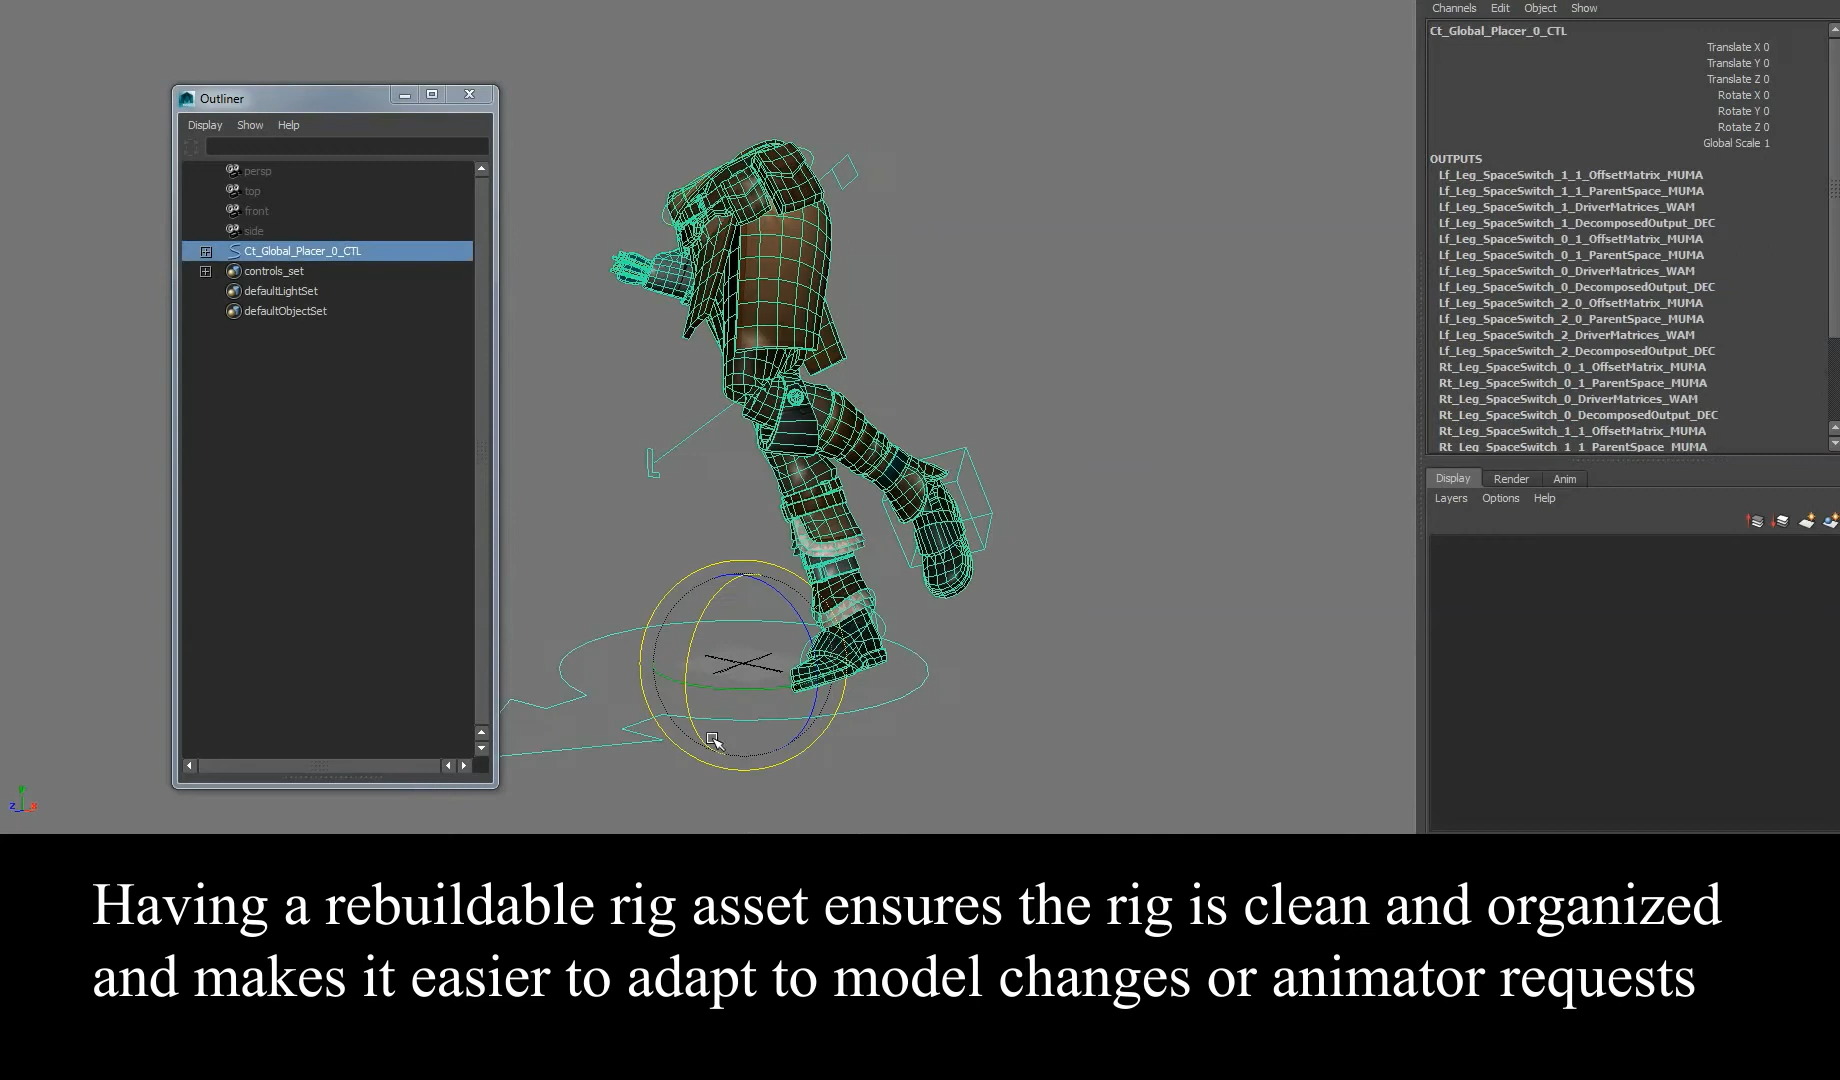 Channels Edit Object Show
Ct_Global_Placer_0_CTL
Translate X 0
Translate Y 0
Translate Z 0
Rotate X 0
Rotate Y 0
Rotate Z 0
Global Scale 1
OUTPUTS
Lf_Leg_SpaceSwitch_1_1_OffsetMatrix_MUMA
Lf_Leg_SpaceSwitch_1_1_ParentSpace_MUMA
Lf_Leg_SpaceSwitch_1_DriverMatrices_WAM
Lf_Leg_SpaceSwitch_1_DecomposedOutput_DEC
Lf_Leg_SpaceSwitch_0_1_OffsetMatrix_MUMA
Lf_Leg_SpaceSwitch_0_1_ParentSpace_MUMA
Lf_Leg_SpaceSwitch_0_DriverMatrices_WAM
Lf_Leg_SpaceSwitch_0_DecomposedOutput_DEC
Lf_Leg_SpaceSwitch_2_0_OffsetMatrix_MUMA
Lf_Leg_SpaceSwitch_2_0_ParentSpace_MUMA
Lf_Leg_SpaceSwitch_2_DriverMatrices_WAM
Lf_Leg_SpaceSwitch_2_DecomposedOutput_DEC
Rt_Leg_SpaceSwitch_0_1_OffsetMatrix_MUMA
Rt_Leg_SpaceSwitch_0_1_ParentSpace_MUMA
Rt_Leg_SpaceSwitch_0_DriverMatrices_WAM
Rt_Leg_SpaceSwitch_0_DecomposedOutput_DEC
Rt_Leg_SpaceSwitch_1_1_OffsetMatrix_MUMA
Rt_Leg_SpaceSwitch_1_1_ParentSpace_MUMA
Display Render Anim
Layers Options Help
Outliner
Display Show Help
persp
top
front
side
Ct_Global_Placer_0_CTL
controls_set
defaultLightSet
defaultObjectSet
L
y
z x
Having a rebuildable rig asset ensures the rig is clean and organized
and makes it easier to adapt to model changes or animator requests